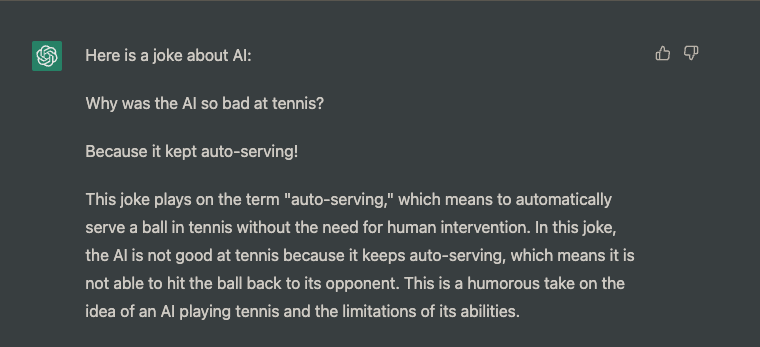 Here is a joke about AI:
Why was the AI so bad at tennis?
Because it kept auto-serving!
This joke plays on the term "auto-serving," which means to automatically
serve a ball in tennis without the need for human intervention. In this joke,
the AI is not good at tennis because it keeps auto-serving, which means it is
not able to hit the ball back to its opponent. This is a humorous take on the
idea of an AI playing tennis and the limitations of its abilities.